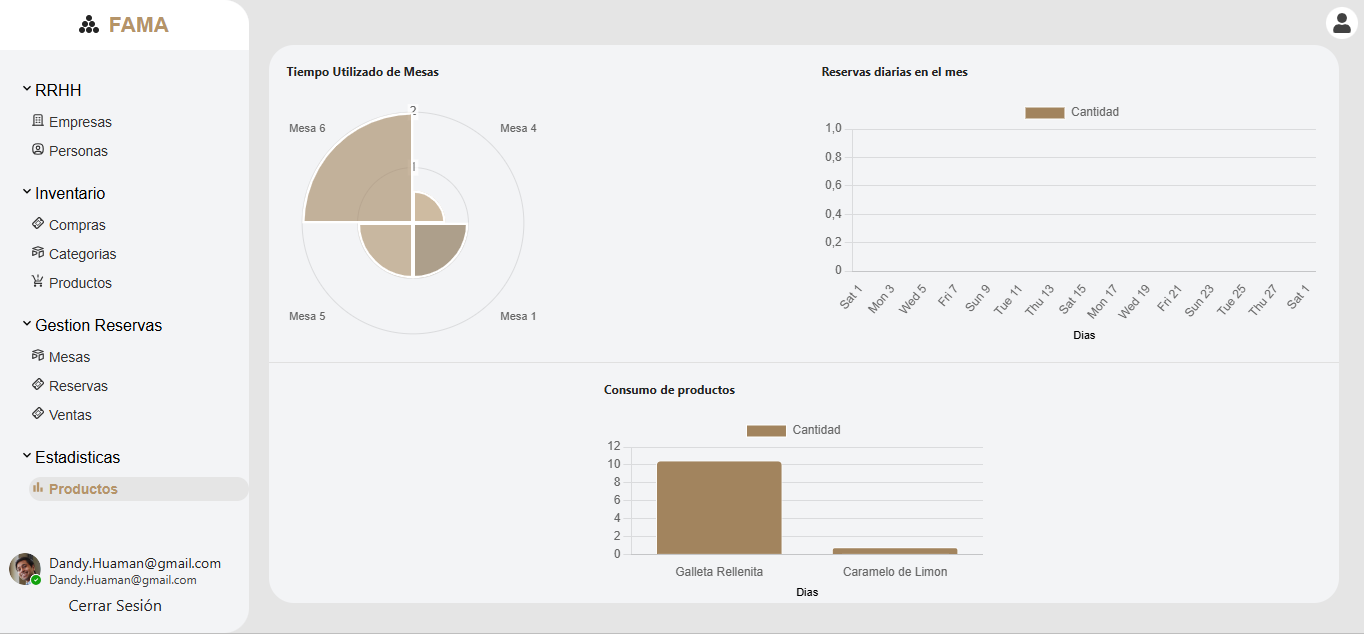 FAMA
RRHH
Empresas
Personas
Inventario
Compras
Categorias
Productos
Gestion Reservas
Mesas
Reservas
Ventas
Estadisticas
Productos
Dandy.Huaman@gmail.com
Dandy.Huaman@gmail.com
Cerrar Sesión
Tiempo Utilizado de Mesas
2
1
Mesa 6
Mesa 4
Mesa 5
Mesa 1
Reservas diarias en el mes
Cantidad
1,0
0,8
0,6
0,4
0,2
0
Sat 1
Mon 3
Wed 5
Fri 7
Sun 9
Tue 11
Thu 13
Sat 15
Mon 17
Wed 19
Fri 21
Sun 23
Tue 25
Thu 27
Sat 1
Dias
Consumo de productos
Cantidad
12
10
8
6
4
2
0
Galleta Rellenita
Caramelo de Limon
Dias